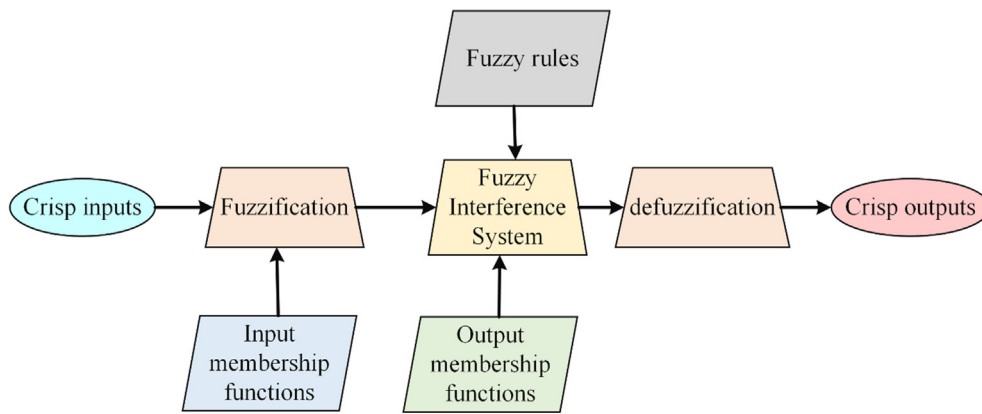 Fuzzy rules
Crisp inputs
Fuzzification
Fuzzy
Interference
System
defuzzification
Crisp outputs
Input
membership
functions
Output
membership
functions